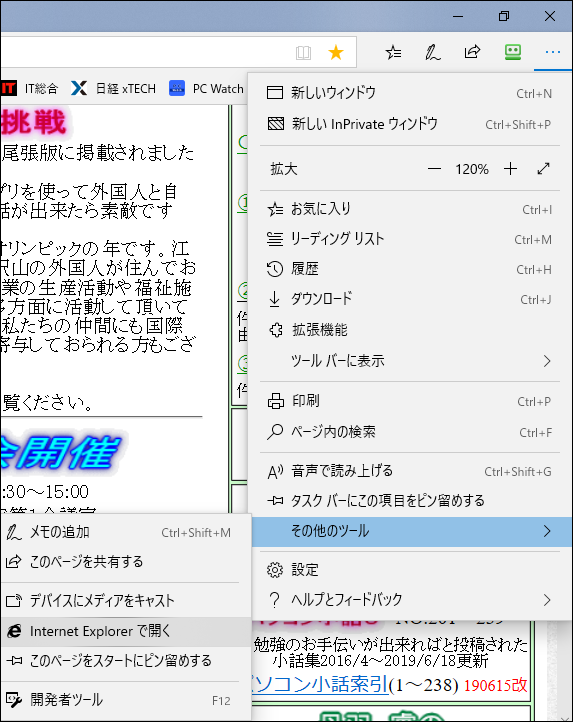 IT総合 日経 xTECH PC Watch
挑戦
尾張版に掲載されました
プリを使って外国人と自
話が出来たら素敵です
オリンピックの年です。江
沢山の外国人が住んでお
業の生産活動や福祉施
多方面に活動して頂いて
私たちの仲間にも国際
寄与しておられる方もござ
覧ください。
会開催
:30～15:00
新しいウィンドウ Ctrl+N
新しい InPrivate ウィンドウ Ctrl+Shift+P
拡大 120%
お気に入り Ctrl+I
リーディング リスト Ctrl+M
履歴 Ctrl+H
ダウンロード Ctrl+J
拡張機能
ツール バーに表示
印刷 Ctrl+P
ページ内の検索 Ctrl+F
音声で読み上げる Ctrl+Shift+G
タスク バーにこの項目をピン留めする
その他のツール
設定
ヘルプとフィードバック
メモの追加 Ctrl+Shift+M
このページを共有する
デバイスにメディアをキャスト
Internet Explorer で開く
このページをスタートにピン留めする
開発者ツール F12
勉強のお手伝いが出来ればと投稿された
小話集2016/4～2019/6/18更新
パソコン小話索引(1～238) 190615改